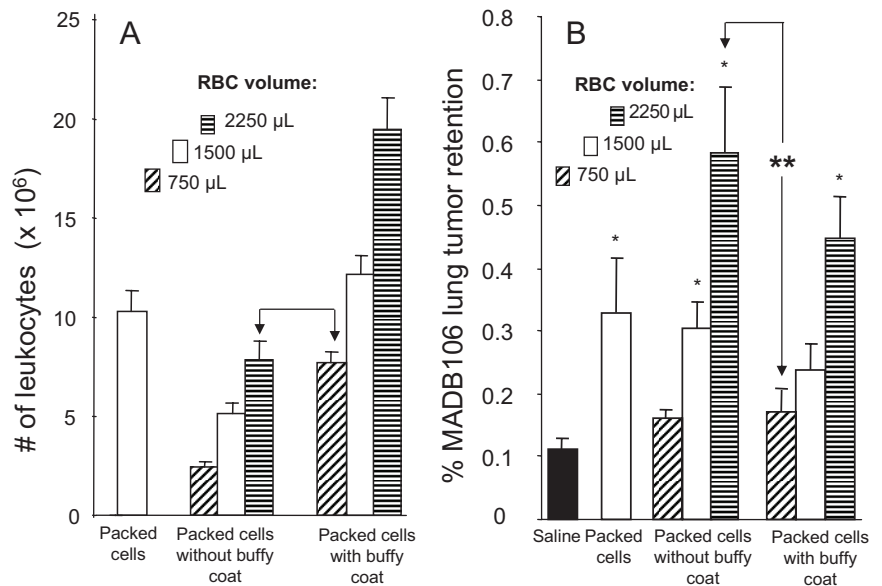 A
RBC volume:
2250 µL
1500 µL
750 µL
# of leukocytes (x 10⁶)
25
20
15
10
5
0
Packed
cells
Packed cells
without buffy
coat
Packed cells
with buffy
coat
B
RBC volume:
2250 µL
1500 µL
750 µL
% MADB106 lung tumor retention
0.8
0.7
0.6
0.5
0.4
0.3
0.2
0.1
0
*
*
*
**
*
Saline
Packed
cells
Packed cells
without buffy
coat
Packed cells
with buffy
coat